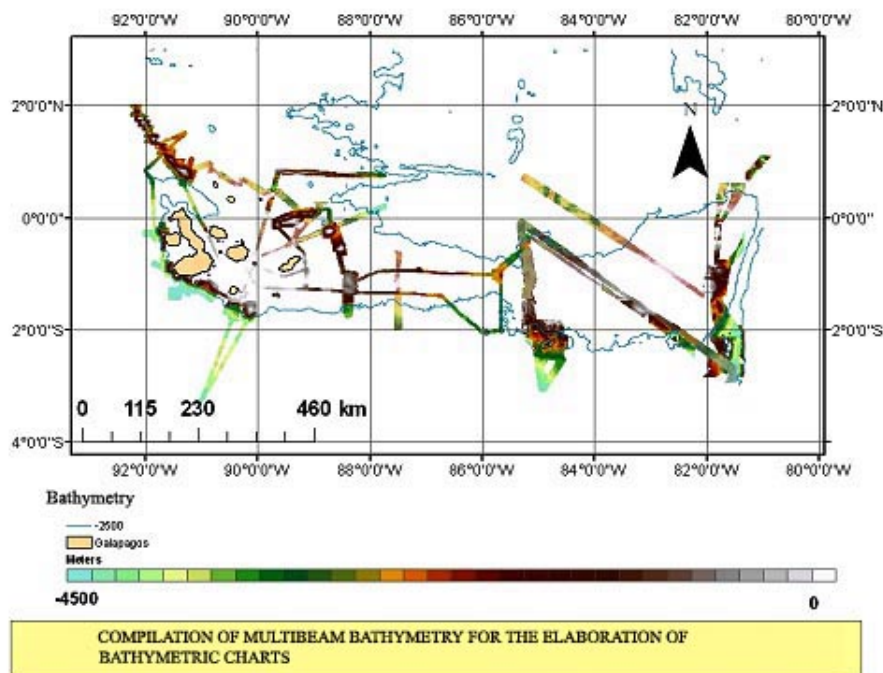 92°0'0"W 90°0'0"W 88°0'0"W 86°0'0"W 84°0'0"W 82°0'0"W 80°0'0"W
N
2°0'0"N 2°0'0"N
0°0'0" 0°0'0"
2°0'0"S 2°0'0"S
0 115 230 460 km
4°0'0"S 4°0'0"S
92°0'0"W 90°0'0"W 88°0'0"W 86°0'0"W 84°0'0"W 82°0'0"W 80°0'0"W
Bathymetry
-2500
Galapagos
Meters
-4500 0
COMPILATION OF MULTIBEAM BATHYMETRY FOR THE ELABORATION OF
BATHYMETRIC CHARTS